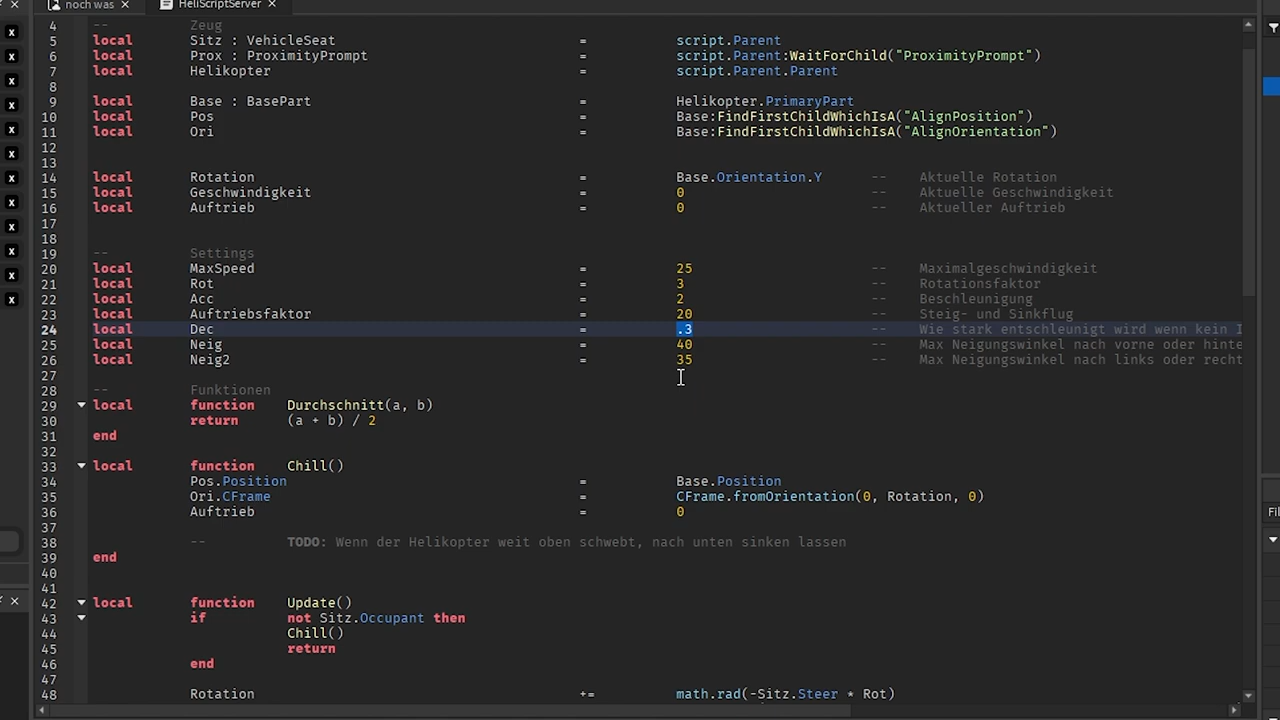 noch was
HeliScriptServer
4 -- Zeug
5 local Sitz : VehicleSeat = script.Parent
6 local Prox : ProximityPrompt = script.Parent:WaitForChild("ProximityPrompt")
7 local Helikopter = script.Parent.Parent
8
9 local Base : BasePart = Helikopter.PrimaryPart
10 local Pos = Base:FindFirstChildWhichIsA("AlignPosition")
11 local Ori = Base:FindFirstChildWhichIsA("AlignOrientation")
12
13
14 local Rotation = Base.Orientation.Y -- Aktuelle Rotation
15 local Geschwindigkeit = 0 -- Aktuelle Geschwindigkeit
16 local Auftrieb = 0 -- Aktueller Auftrieb
17
18
19 -- Settings
20 local MaxSpeed = 25 -- Maximalgeschwindigkeit
21 local Rot = 3 -- Rotationsfaktor
22 local Acc = 2 -- Beschleunigung
23 local Auftriebsfaktor = 20 -- Steig- und Sinkflug
24 local Dec = .3 -- Wie stark entschleunigt wird wenn kein I
25 local Neig = 40 -- Max Neigungswinkel nach vorne oder hinte
26 local Neig2 = 35 -- Max Neigungswinkel nach links oder recht
27
28 -- Funktionen
29 local function Durchschnitt(a, b)
30 return (a + b) / 2
31 end
32
33 local function Chill()
34 Pos.Position = Base.Position
35 Ori.CFrame = CFrame.fromOrientation(0, Rotation, 0)
36 Auftrieb = 0
37
38 -- TODO: Wenn der Helikopter weit oben schwebt, nach unten sinken lassen
39 end
40
41
42 local function Update()
43 if not Sitz.Occupant then
44 Chill()
45 return
46 end
47
48 Rotation += math.rad(-Sitz.Steer * Rot)
Fil